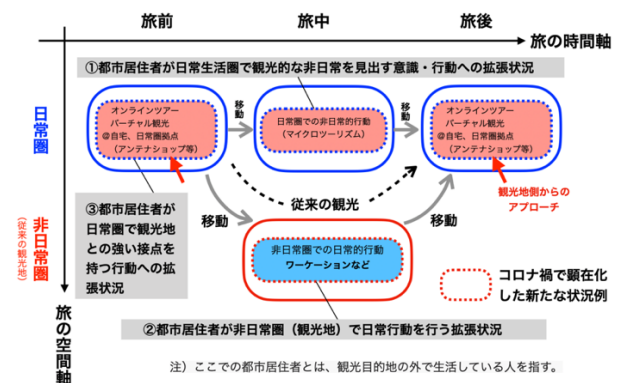 旅前
旅中
旅後
旅の時間軸
①都市居住者が日常生活圏で観光的な非日常を見出す意識・行動への拡張状況
日常圏
オンラインツアー
バーチャル観光
@自宅、日常圏拠点
（アンテナショップ等）
移動
日常圏での非日常的行動
（マイクロツーリズム）
移動
オンラインツアー
バーチャル観光
@自宅、日常圏拠点
（アンテナショップ等）
観光地側からの
アプローチ
従来の観光
③都市居住者が
日常圏で観光地
との強い接点を
持つ行動への拡
張状況
移動
移動
非日常圏
（従来の観光地）
非日常圏での日常的行動
ワーケーションなど
コロナ禍で顕在化
した新たな状況例
②都市居住者が非日常圏（観光地）で日常行動を行う拡張状況
旅の空間軸
注）ここでの都市居住者とは、観光目的地の外で生活している人を指す。